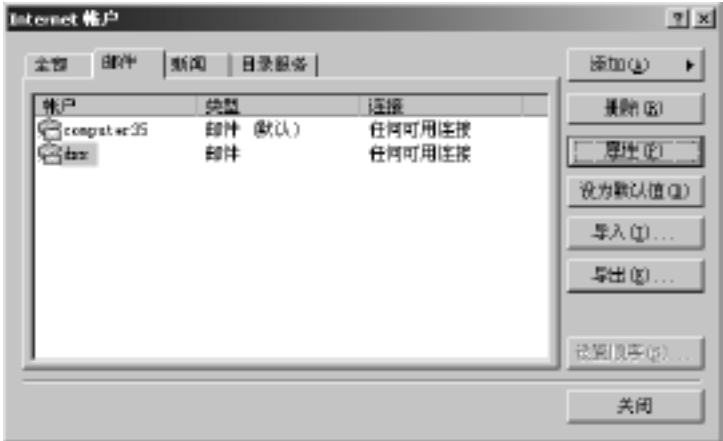 Internet 帐户
全部 邮件 新闻 目录服务
添加(A)
帐户 类型 连接
删除(R)
computer35 邮件 (默认) 任何可用连接
邮件 任何可用连接
属性(P)
设为默认值(D)
导入(I)...
导出(E)...
设置顺序(S)...
关闭